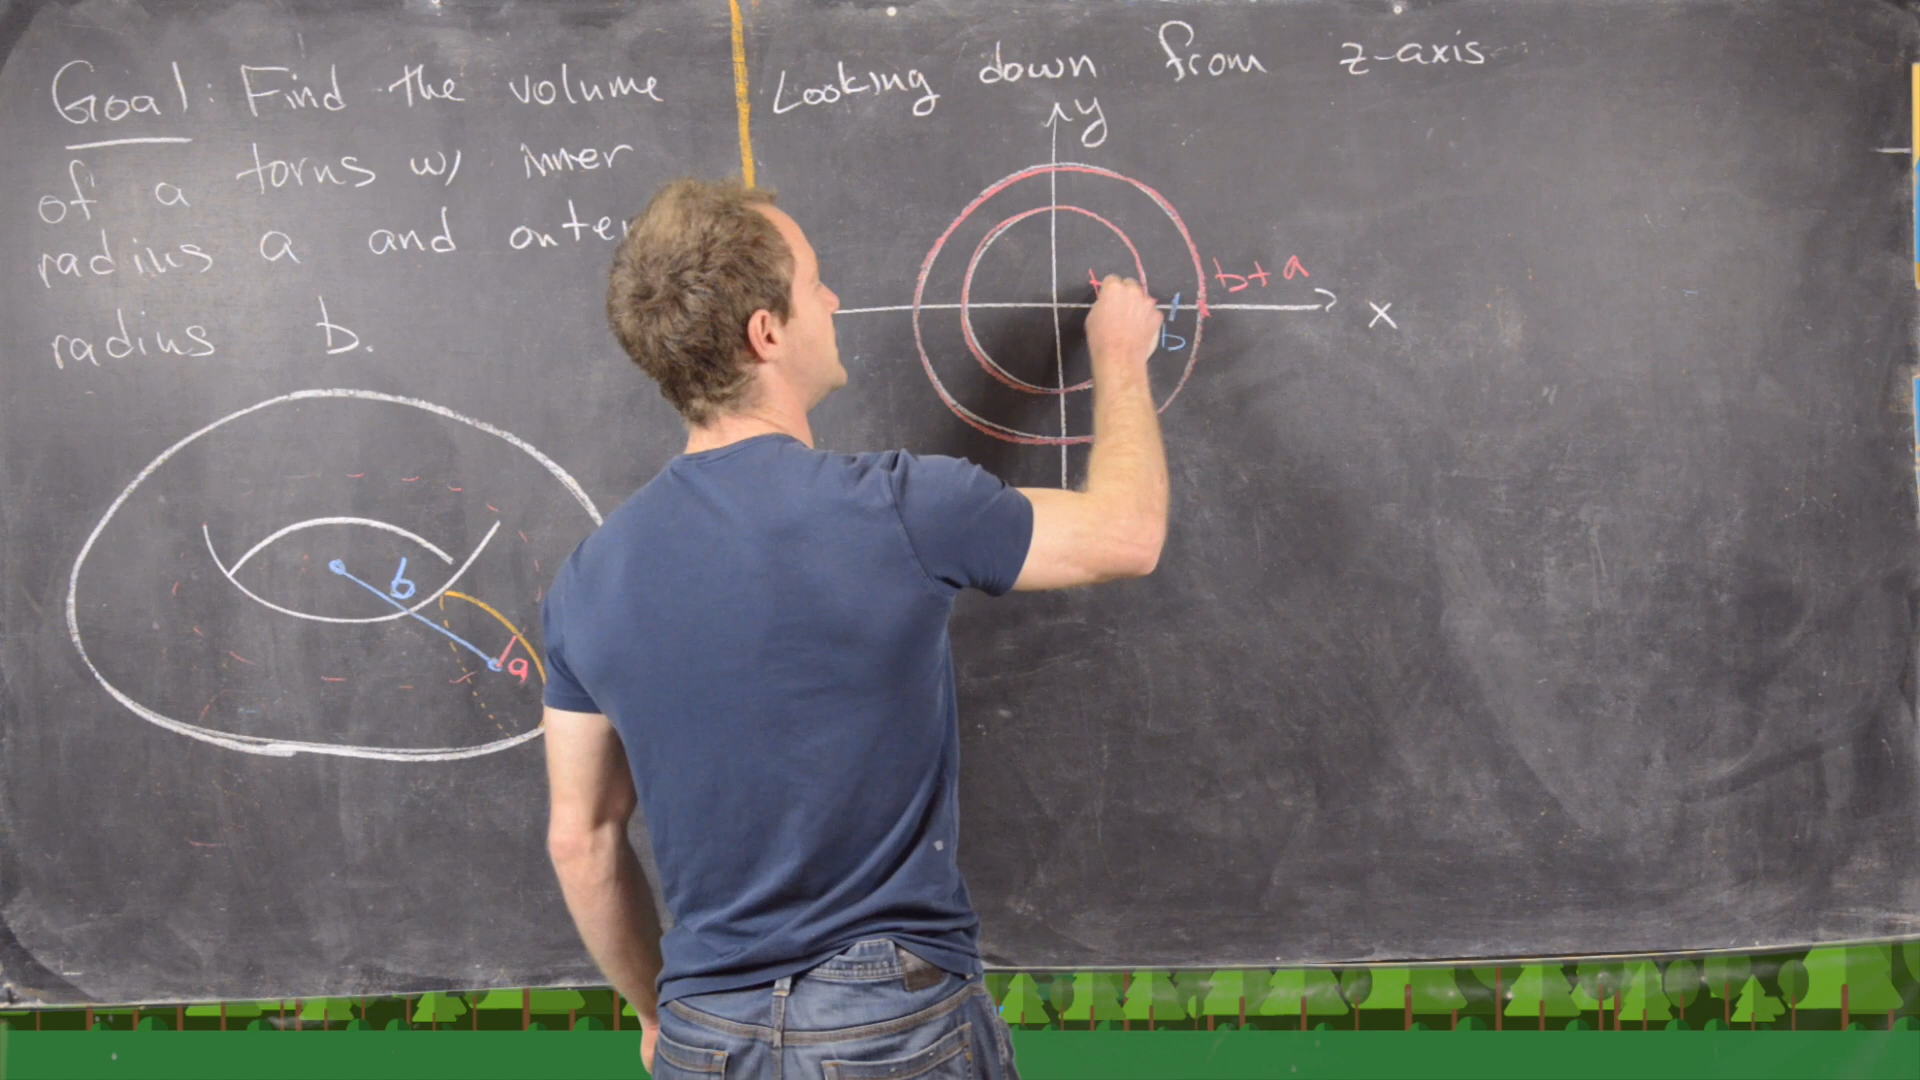 Goal: Find the volume
of a torus w/ inner
radius a and oute
radius b.
b
a
Looking down from z-axis
y
b+a
x
b